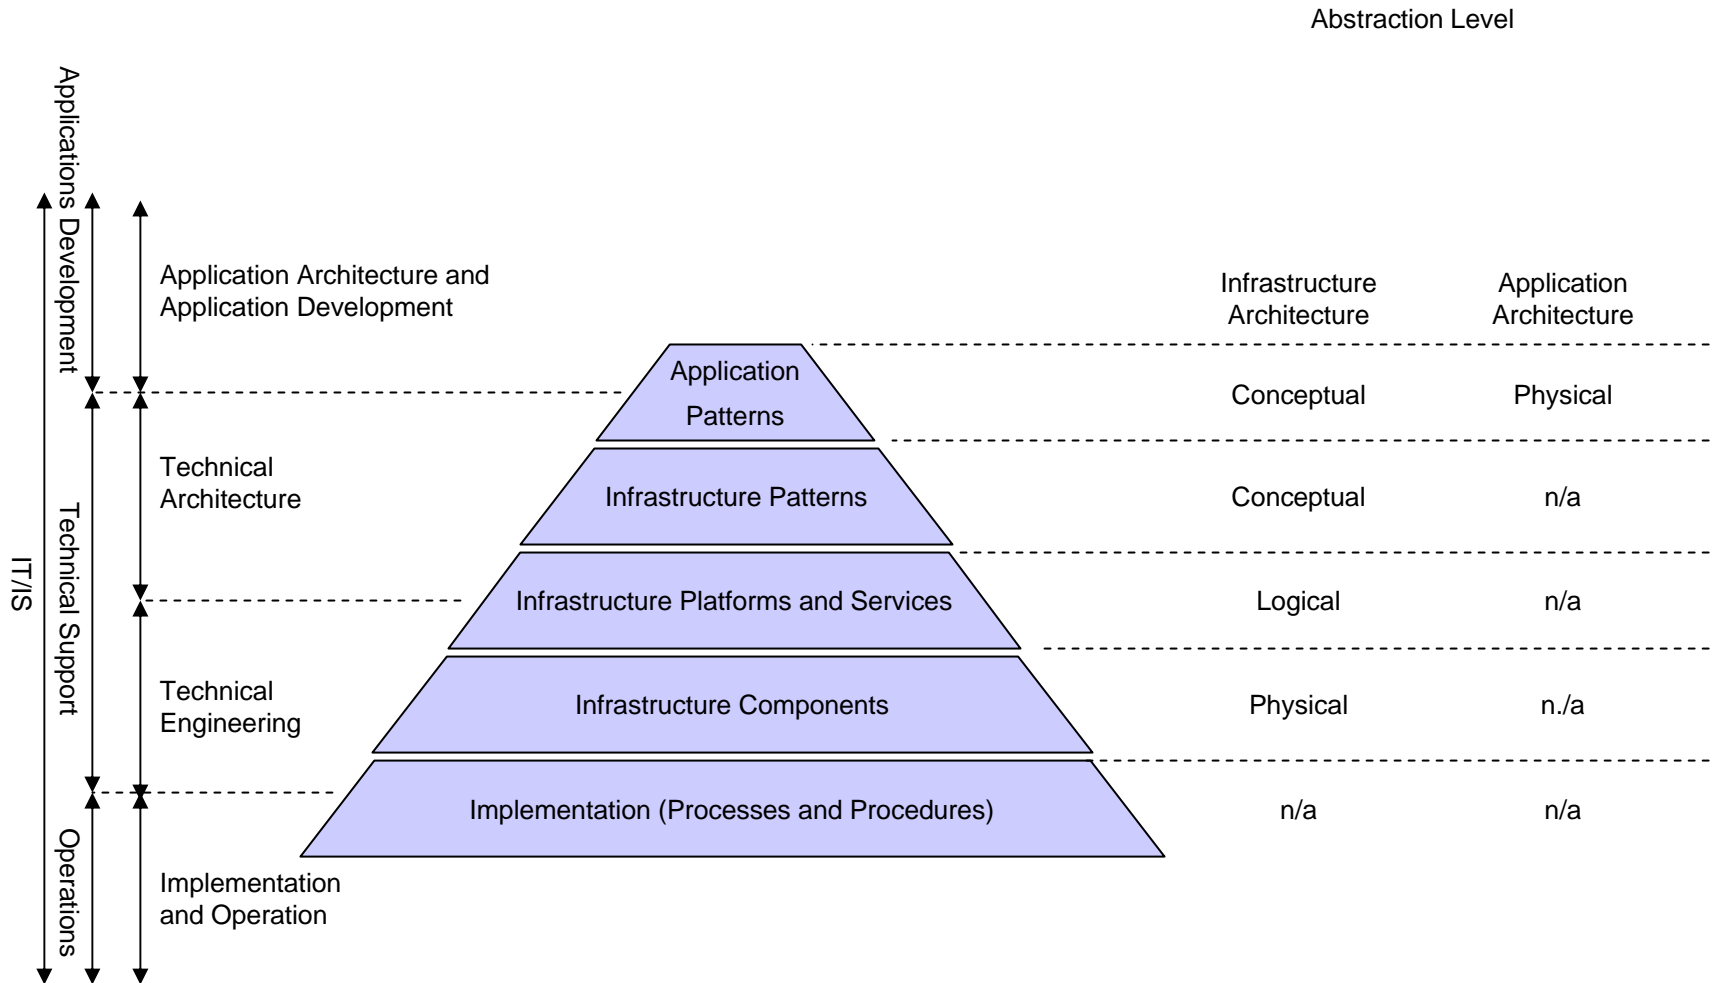 Abstraction Level
Applications Development
Application Architecture and
Application Development
Infrastructure
Architecture
Application
Architecture
Application
Patterns
Conceptual
Physical
Technical
Architecture
Infrastructure Patterns
Conceptual
n/a
IT/IS
Technical Support
Infrastructure Platforms and Services
Logical
n/a
Technical
Engineering
Infrastructure Components
Physical
n./a
Implementation (Processes and Procedures)
n/a
n/a
Operations
Implementation
and Operation